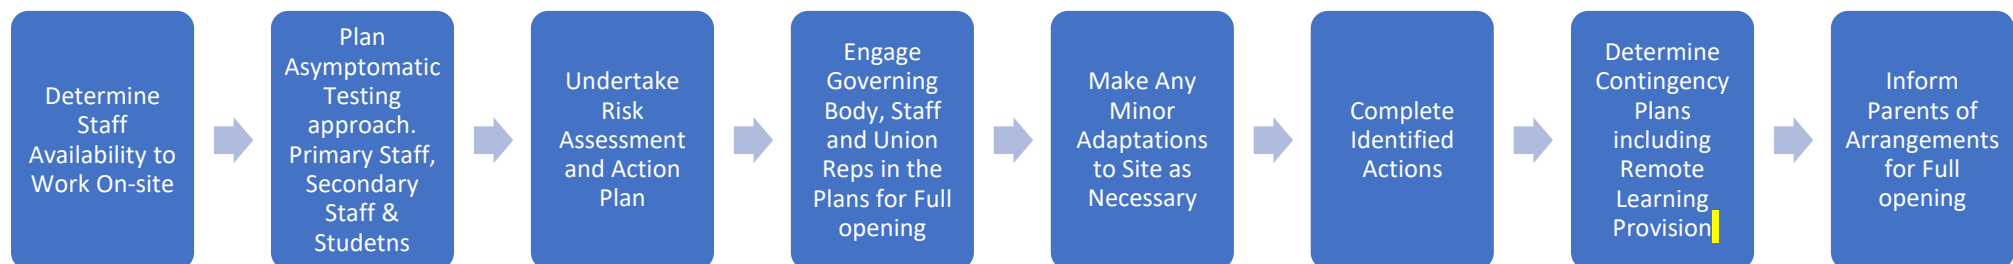 Determine
Staff
Availability to
Work On-site
Plan
Asymptomatic
Testing
approach.
Primary Staff,
Secondary
Staff &
Studetns
Undertake
Risk
Assessment
and Action
Plan
Engage
Governing
Body, Staff
and Union
Reps in the
Plans for Full
opening
Make Any
Minor
Adaptations
to Site as
Necessary
Complete
Identified
Actions
Determine
Contingency
Plans
including
Remote
Learning
Provision
Inform
Parents of
Arrangements
for Full
opening